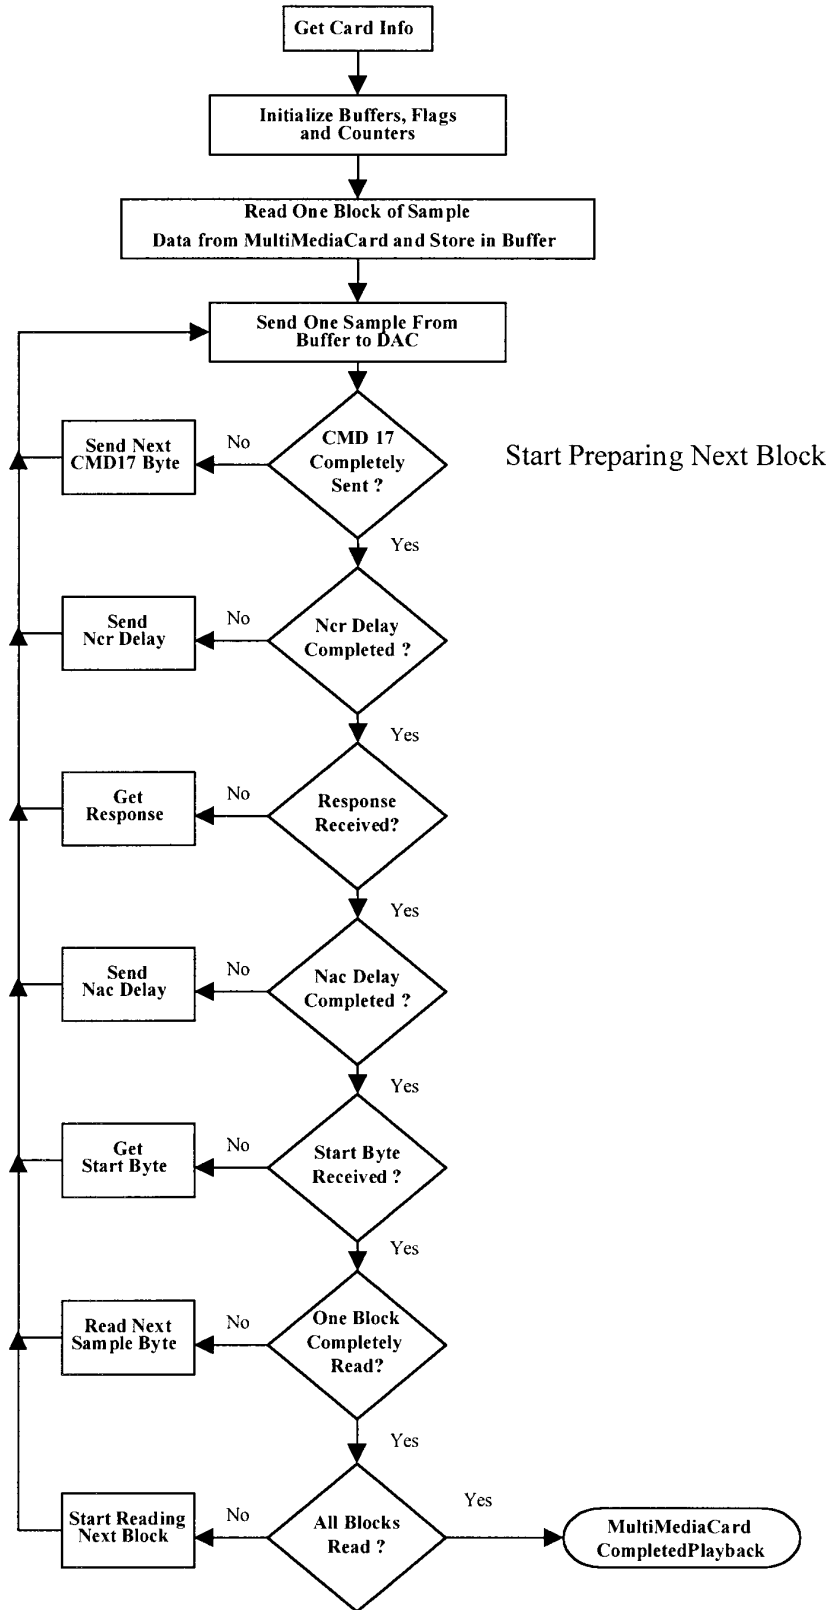 Get Card Info
Initialize Buffers, Flags
and Counters
Read One Block of Sample
Data from MultiMediaCard and Store in Buffer
Send One Sample From
Buffer to DAC
Send Next
CMD17 Byte
No
CMD 17
Completely
Sent ?
Start Preparing Next Block
Yes
Send
Ncr Delay
No
Ncr Delay
Completed ?
Yes
Get
Response
No
Response
Received?
Yes
Send
Nac Delay
No
Nac Delay
Completed ?
Yes
Get
Start Byte
No
Start Byte
Received ?
Yes
Read Next
Sample Byte
No
One Block
Completely
Read?
Yes
Start Reading
Next Block
No
All Blocks
Read ?
Yes
MultiMediaCard
CompletedPlayback